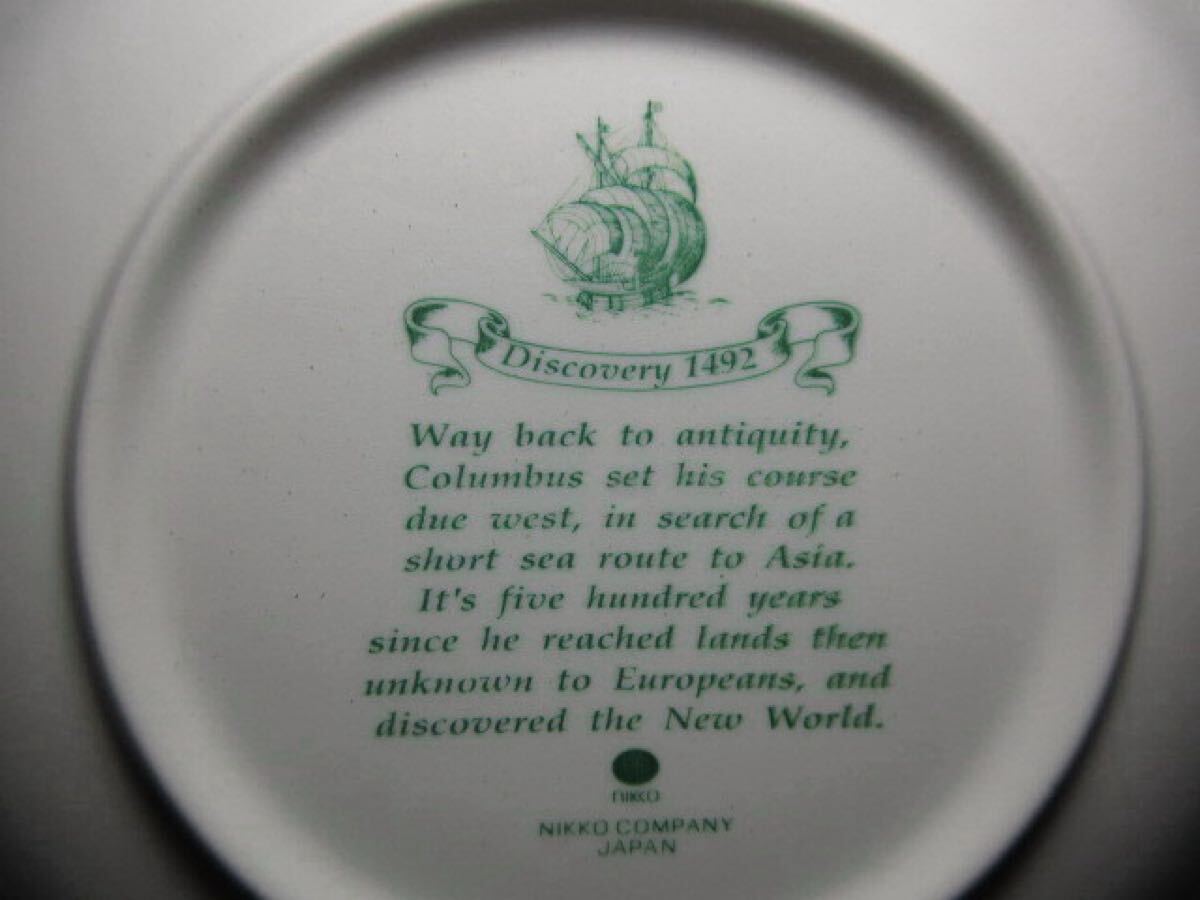 Discovery 1492
Way back to antiquity,
Columbus set his course
due west, in search of a
short sea route to Asia.
It's five hundred years
since he reached lands then
unknown to Europeans, and
discovered the New World.
NIKKO
NIKKO COMPANY
JAPAN